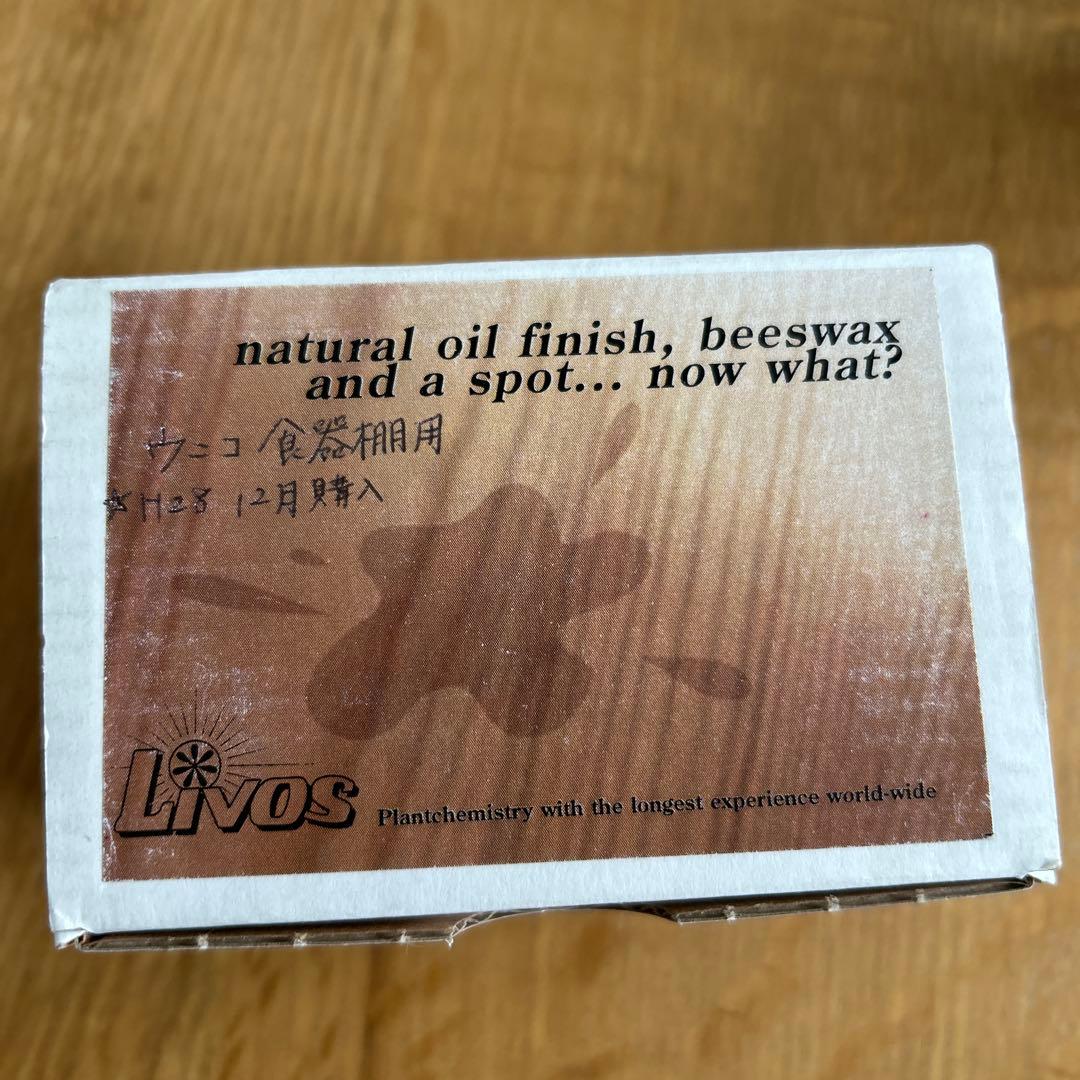 natural oil finish, beeswax
and a spot... now what?
ウニコ 食器棚用
☆H28 12月購入
Livos
Plantchemistry with the longest experience world-wide